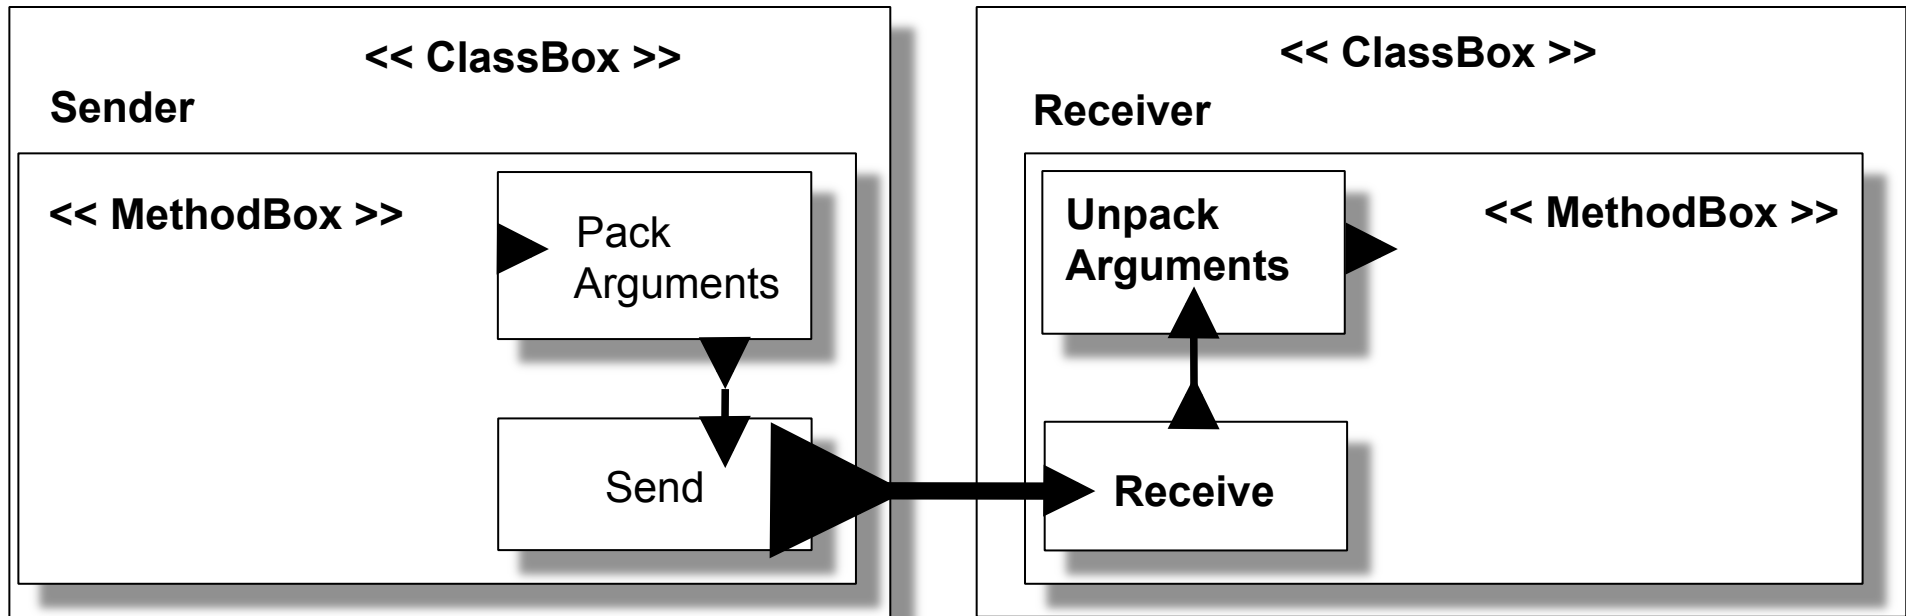 << ClassBox >>
Sender
<< MethodBox >>
Pack
Arguments
Send
<< ClassBox >>
Receiver
Unpack
Arguments
<< MethodBox >>
Receive